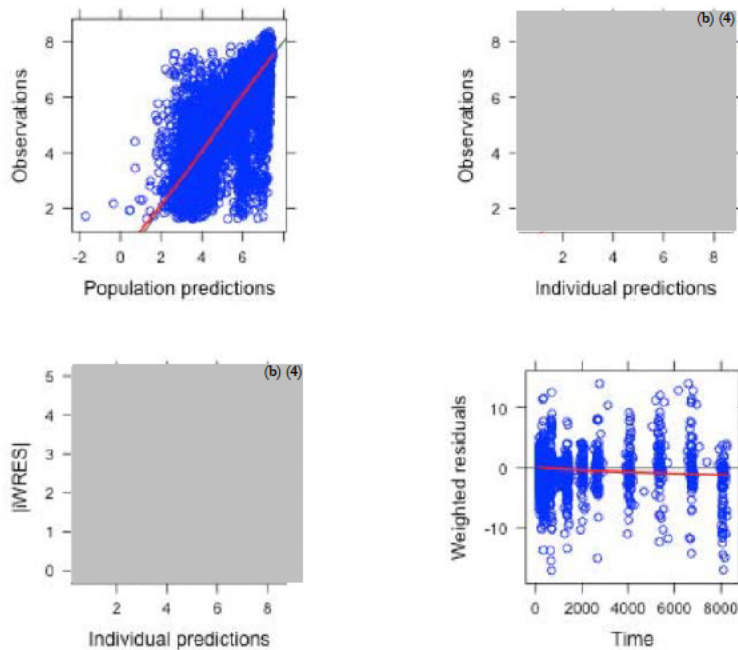 8
6
4
2
Observations
-2 0 2 4 6
Population predictions
(b) (4)
8
6
4
2
Observations
2 4 6 8
Individual predictions
(b) (4)
5
4
3
2
1
0
|iWRES|
2 4 6 8
Individual predictions
10
0
-10
Weighted residuals
0 2000 4000 6000 8000
Time